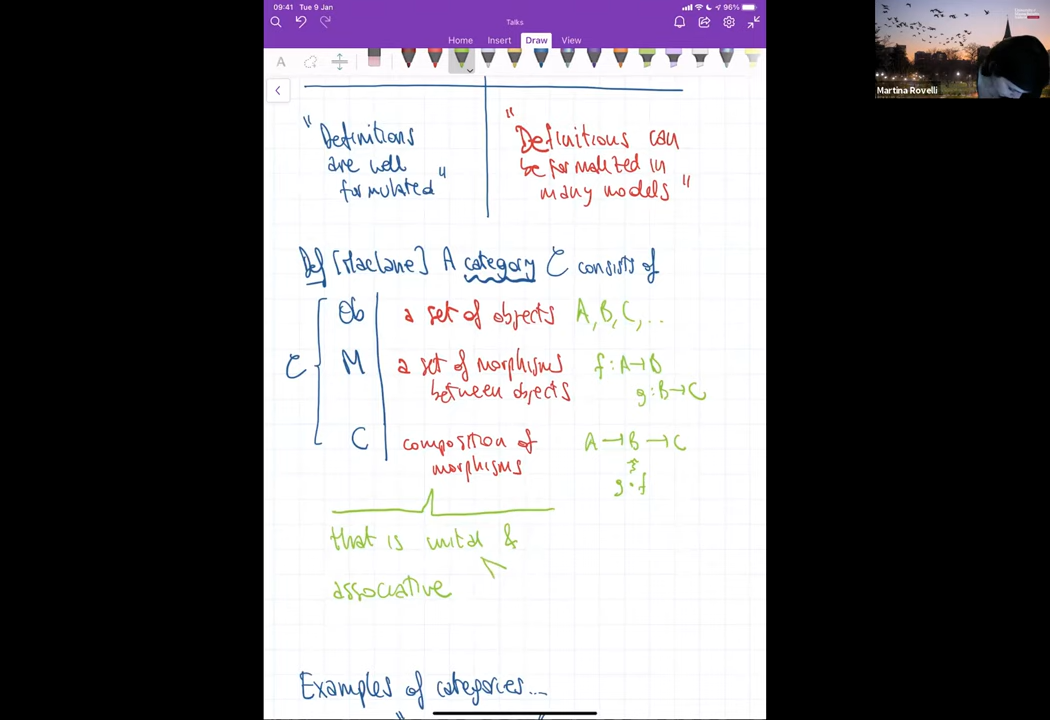 09:41 Tue 9 Jan
96%
Talks
Home Insert Draw View
Martina Rovelli
"Definitions
are well
formulated"
"Definitions can
be formalized in
many models"
Def [Maclane] A category C consists of
Ob a set of objects A, B, C, ..
C M a set of morphisms f: A→B
between objects g: B→C
C composition of A → B → C
morphisms g∘f
that is unital &
associative
Examples of categories...